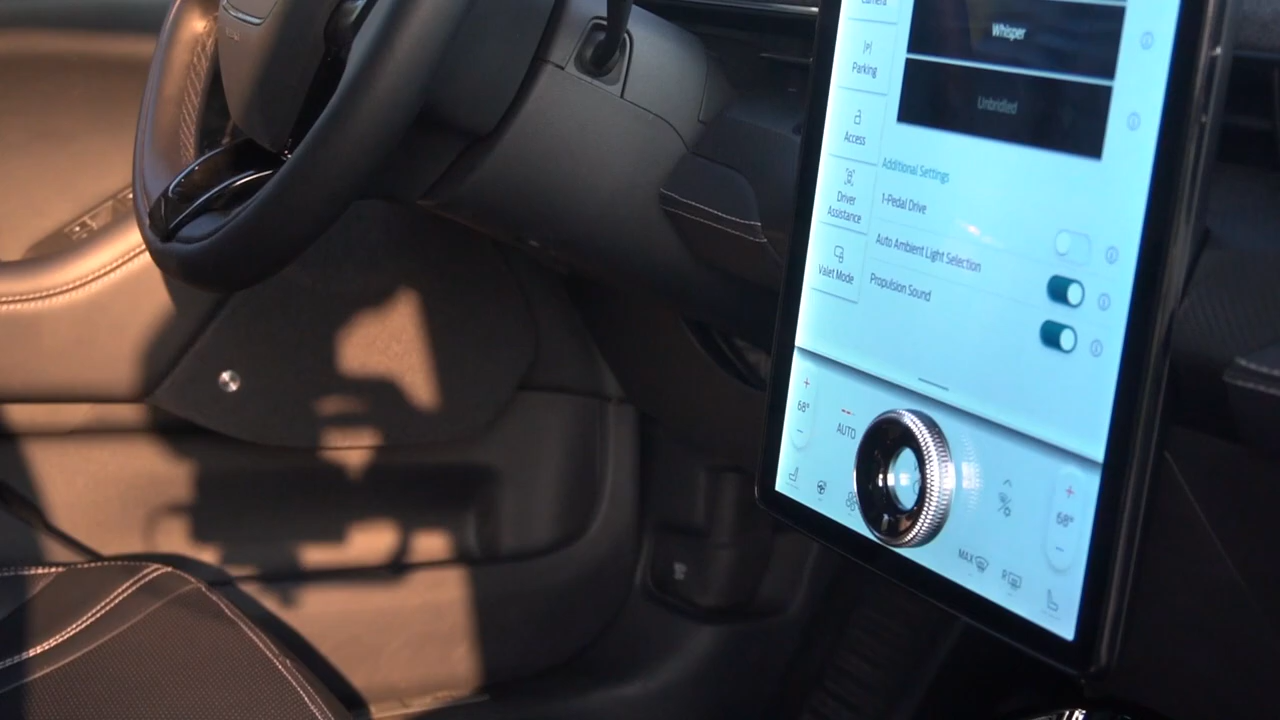 Camera
Parking
Access
Driver
Assistance
Valet Mode
Whisper
Unbridled
Additional Settings
1-Pedal Drive
Auto Ambient Light Selection
Propulsion Sound
68°
AUTO
68°
MAX
R